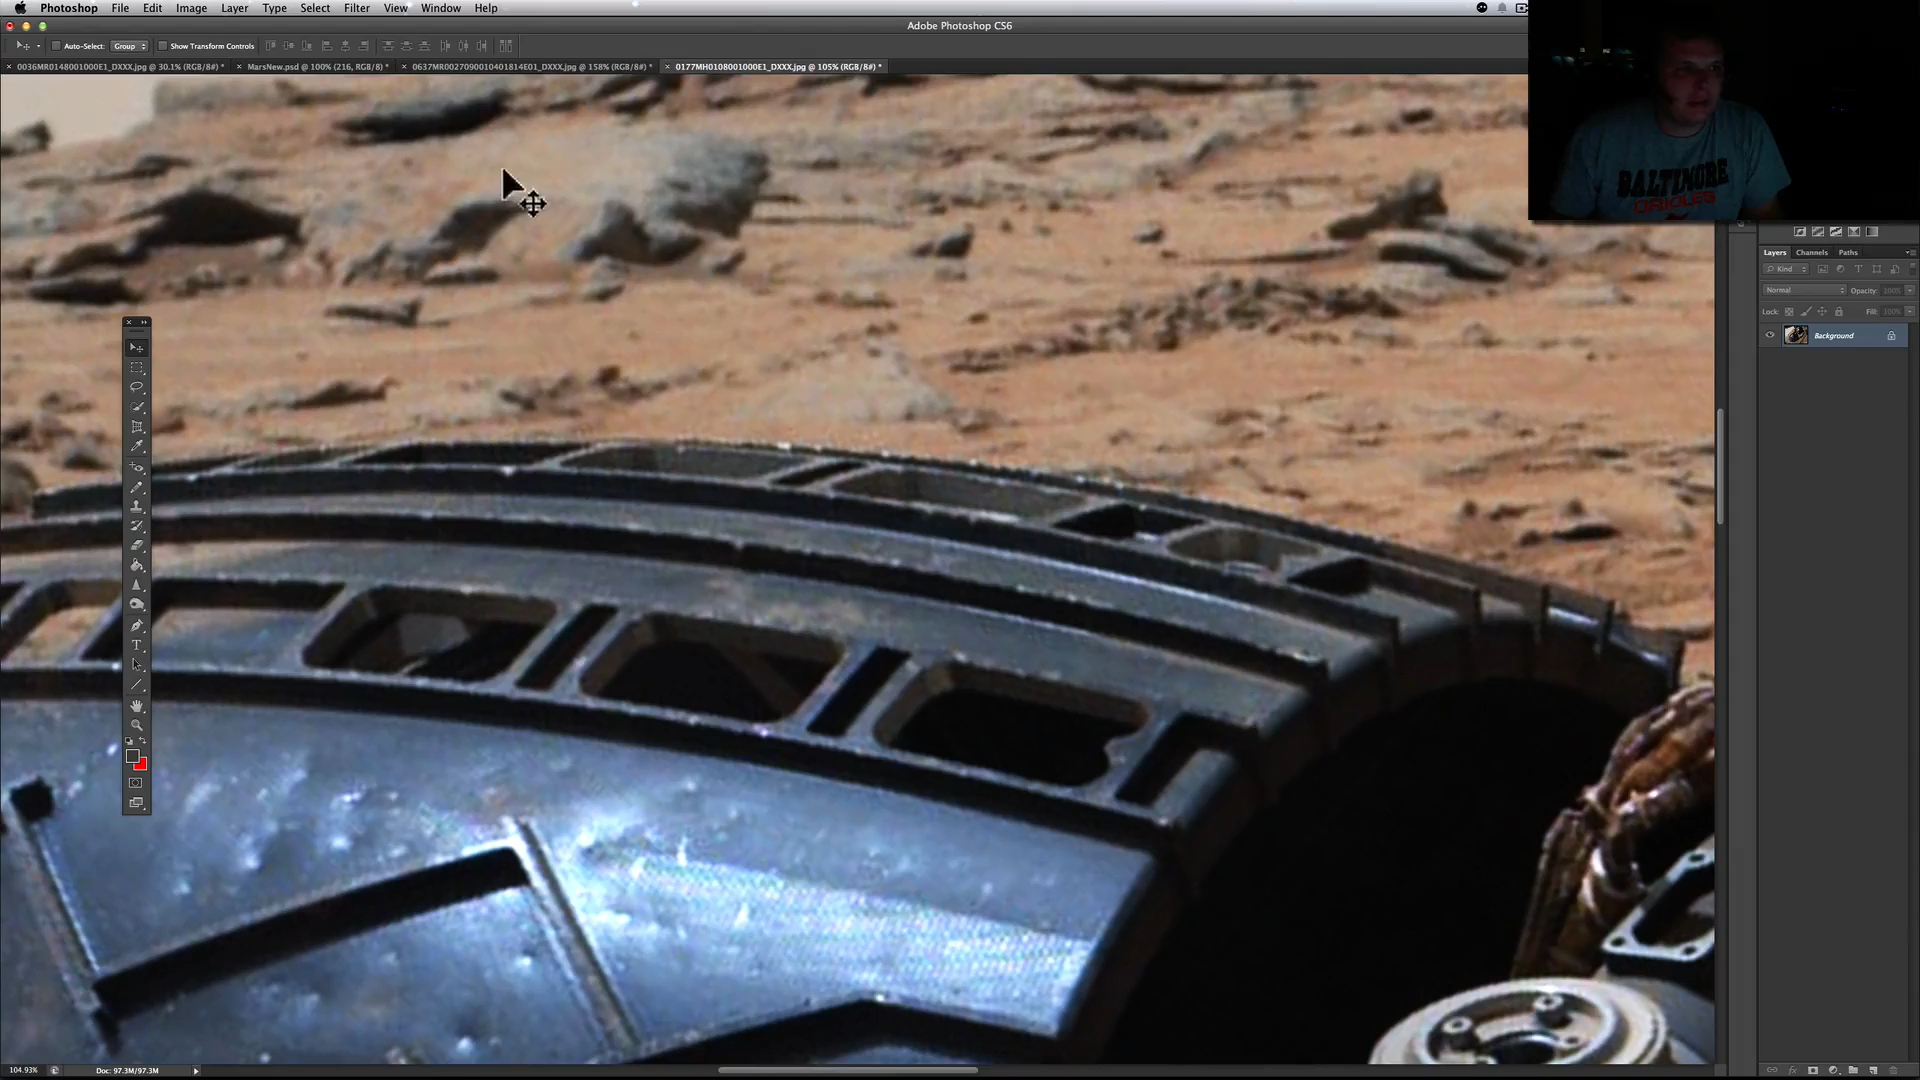 Photoshop File Edit Image Layer Type Select Filter View Window Help
Adobe Photoshop CS6
Auto-Select: Group Show Transform Controls
0036MR0148001000E1_DXXX.jpg @ 30.1% (RGB/8#) * MarsNew.psd @ 100% (216, RGB/8) * 0637MR0027090010401814E01_DXXX.jpg @ 158% (RGB/8#) * 0177MH0108001000E1_DXXX.jpg @ 105% (RGB/8#) *
BALTIMORE
ORIOLES
Layers Channels Paths
Kind
Normal Opacity: 100%
Lock: Fill: 100%
Background
104.93% Doc: 97.3M/97.3M